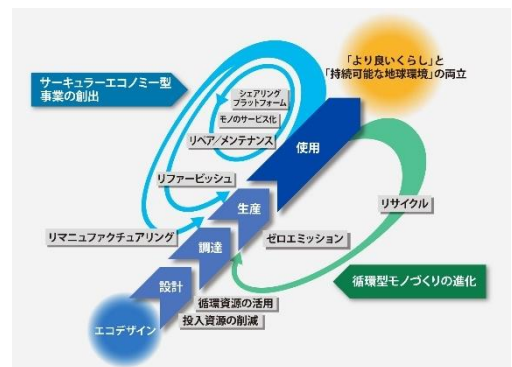 「より良いくらし」と
「持続可能な地球環境」の両立
サーキュラーエコノミー型
事業の創出
シェアリング
プラットフォーム
モノのサービス化
リペア/メンテナンス
使用
リファービッシュ
生産
リサイクル
リマニュファクチュアリング
ゼロエミッション
調達
循環型モノづくりの進化
設計
循環資源の活用
投入資源の削減
エコデザイン